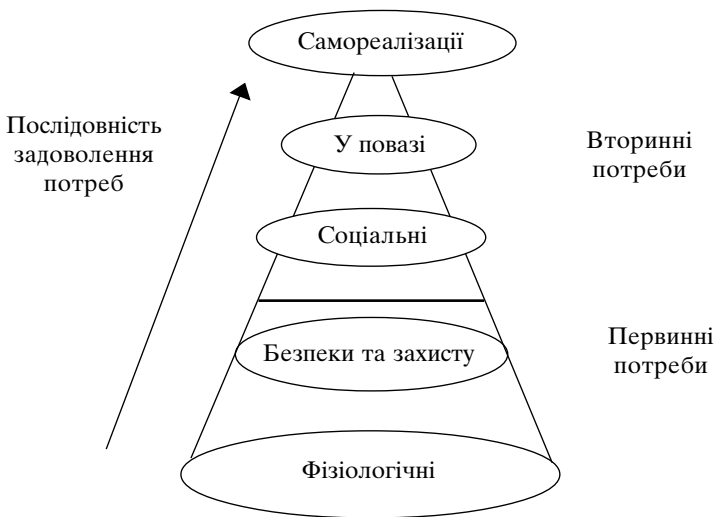 Самореалізації
Послідовність
задоволення
потреб
У повазі
Вторинні
потреби
Соціальні
Безпеки та захисту
Первинні
потреби
Фізіологічні